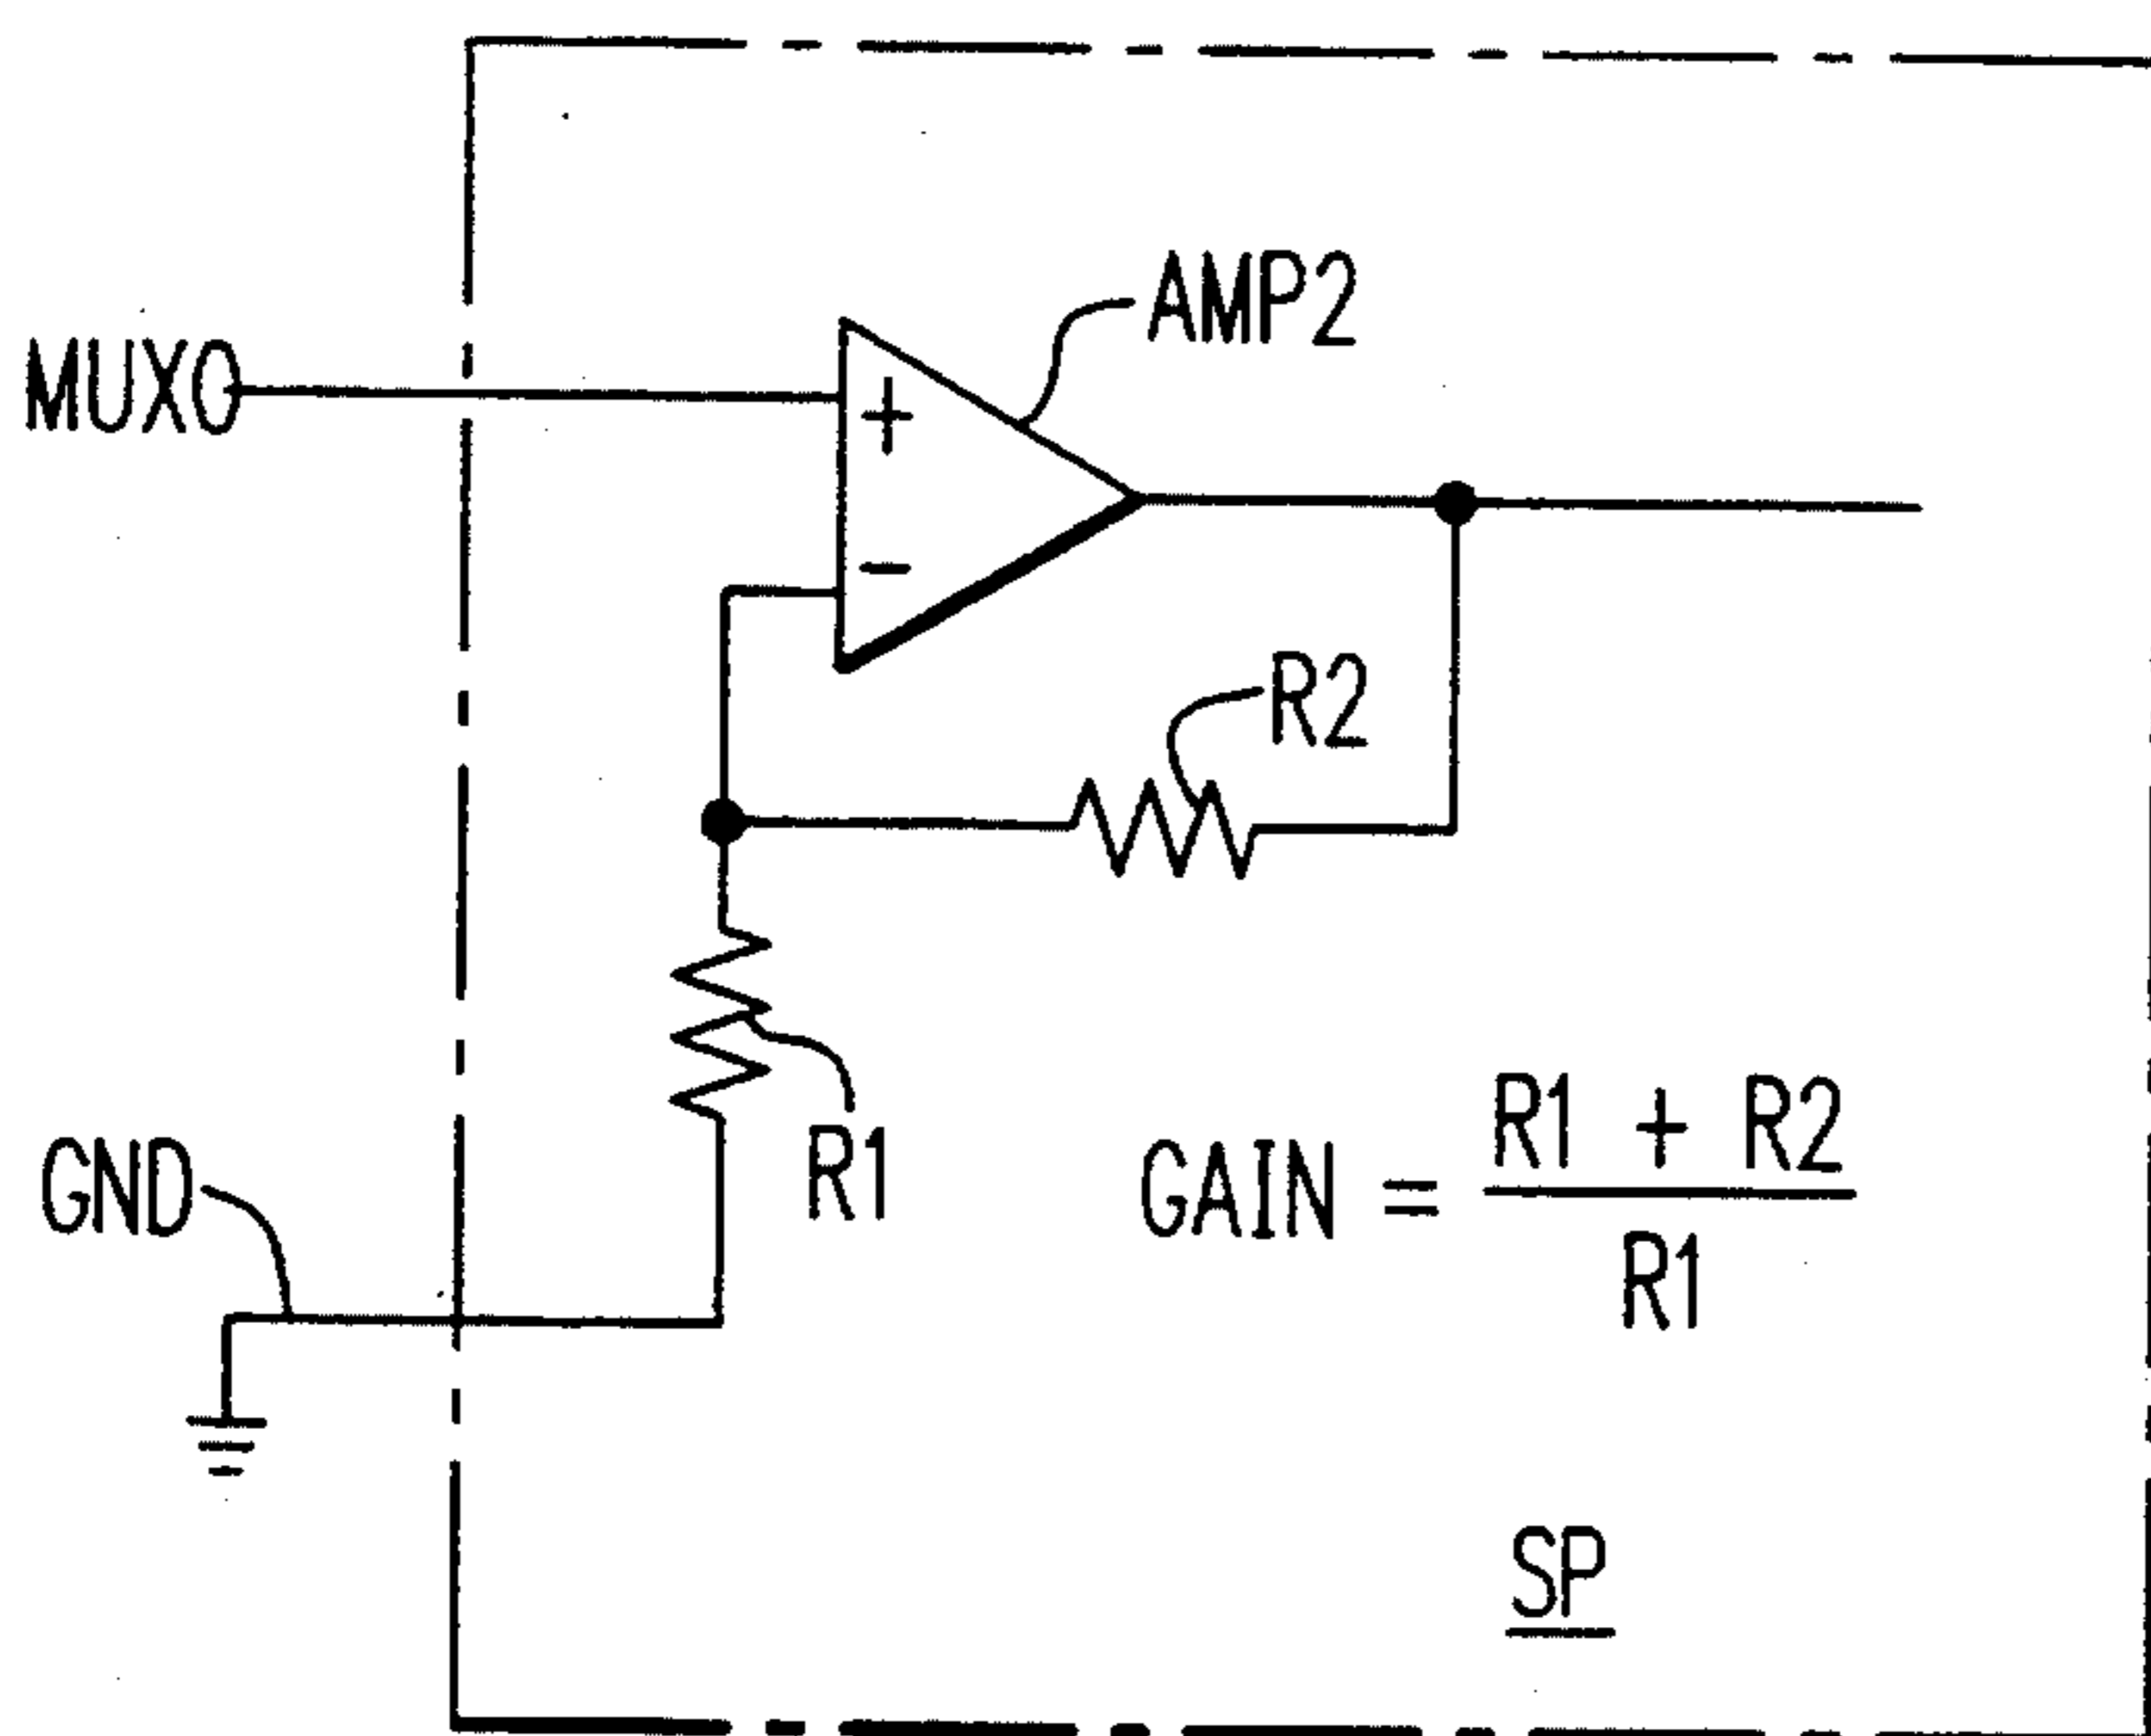 AMP2
MUXO
+
-
R2
R1
GND
GAIN = R1 + R2
R1
SP